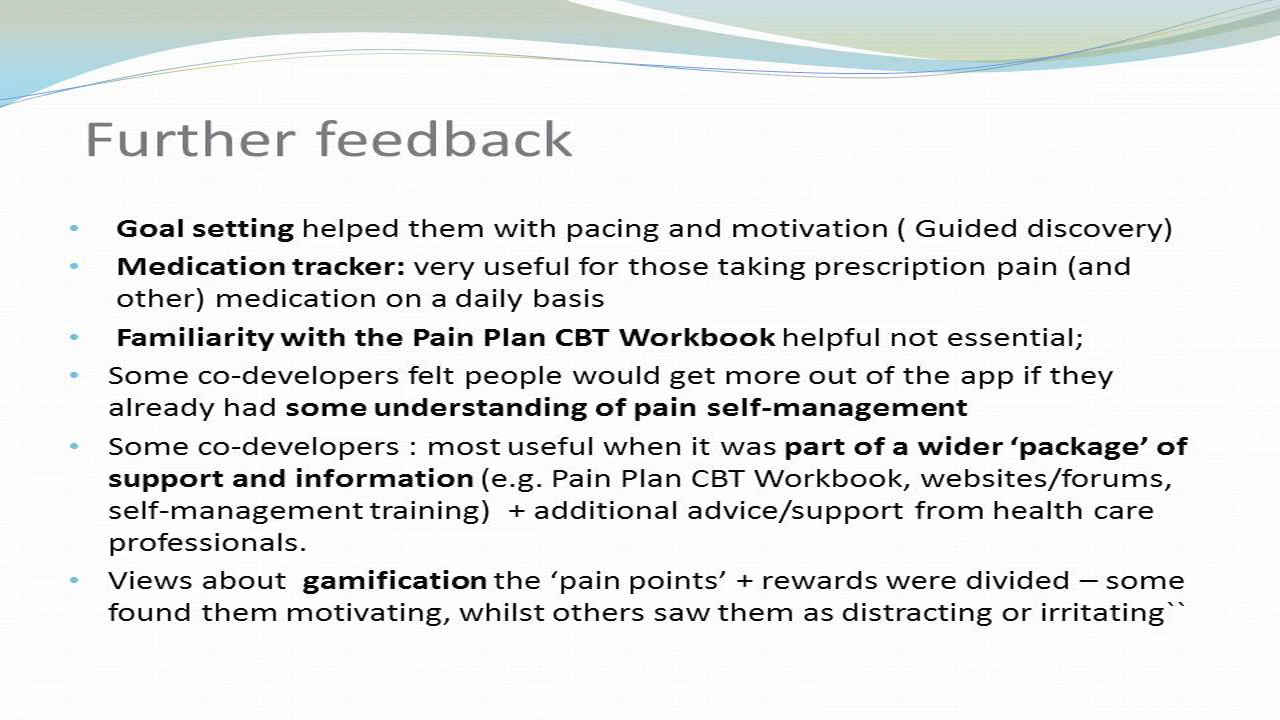 Further feedback
• Goal setting helped them with pacing and motivation ( Guided discovery)
• Medication tracker: very useful for those taking prescription pain (and
other) medication on a daily basis
• Familiarity with the Pain Plan CBT Workbook helpful not essential;
• Some co-developers felt people would get more out of the app if they
already had some understanding of pain self-management
• Some co-developers : most useful when it was part of a wider ‘package’ of
support and information (e.g. Pain Plan CBT Workbook, websites/forums,
self-management training)  + additional advice/support from health care
professionals.
• Views about  gamification the ‘pain points’ + rewards were divided – some
found them motivating, whilst others saw them as distracting or irritating``